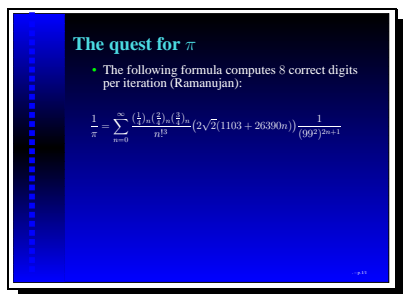 The quest for π
• The following formula computes 8 correct digits
per iteration (Ramanujan):
1/π = ∑_{n=0}^{∞} ((1/4)_n (2/4)_n (3/4)_n / n!^3) (2√2(1103 + 26390n)) 1/(99^2)^{2n+1}